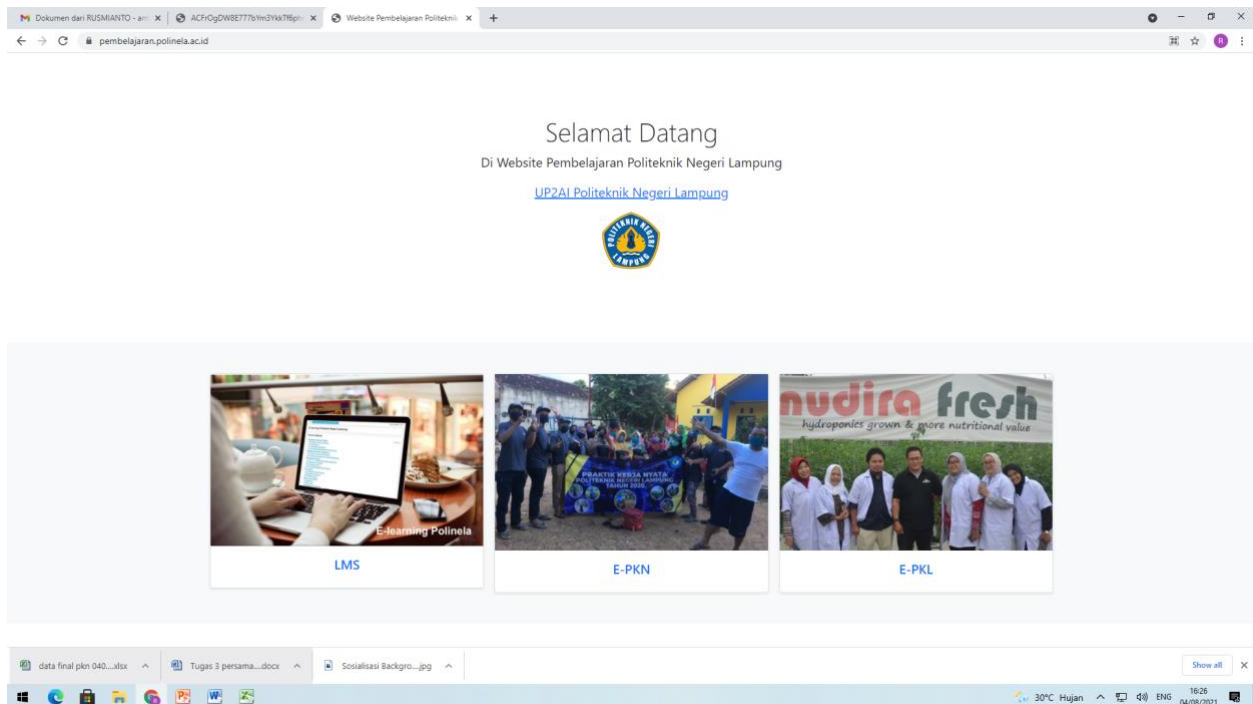 Dokumen dari RUSMIANTO - am
Website Pembelajaran Politekni
pembelajaran.polinela.ac.id
R
Selamat Datang
Di Website Pembelajaran Politeknik Negeri Lampung
UP2AI Politeknik Negeri Lampung
POLITEKNIK NEGERI
LAMPUNG
E-learning Polinela
PRAKTIK KERJA NYATA
POLITEKNIK NEGERI LAMPUNG
TAHUN 2020
nudira fresh
hydroponics grown & more nutritional value
LMS
E-PKN
E-PKL
data final pkn 040....xlsx
Tugas 3 persama....docx
Sosialisasi Backgro....jpg
Show all
30°C Hujan
ENG
16:26
04/08/2021